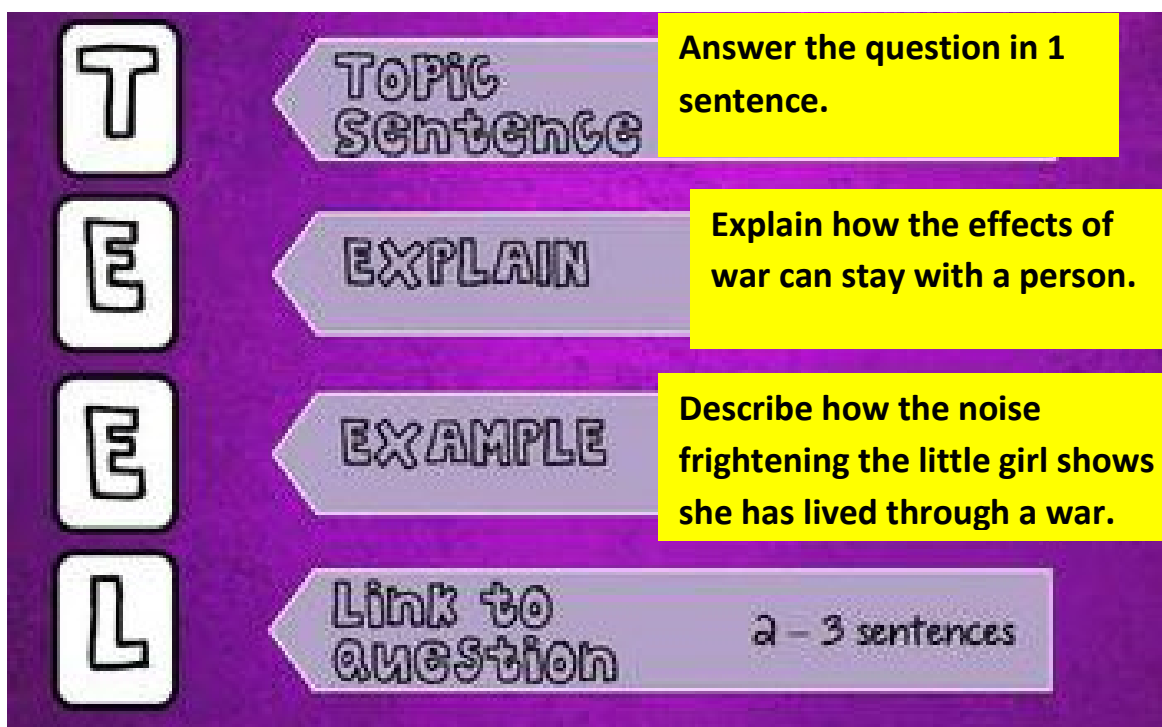 T
Topic
Sentence
Answer the question in 1
sentence.
E
EXPLAIN
Explain how the effects of
war can stay with a person.
E
EXAMPLE
Describe how the noise
frightening the little girl shows
she has lived through a war.
L
Link to
Question
2 – 3 sentences